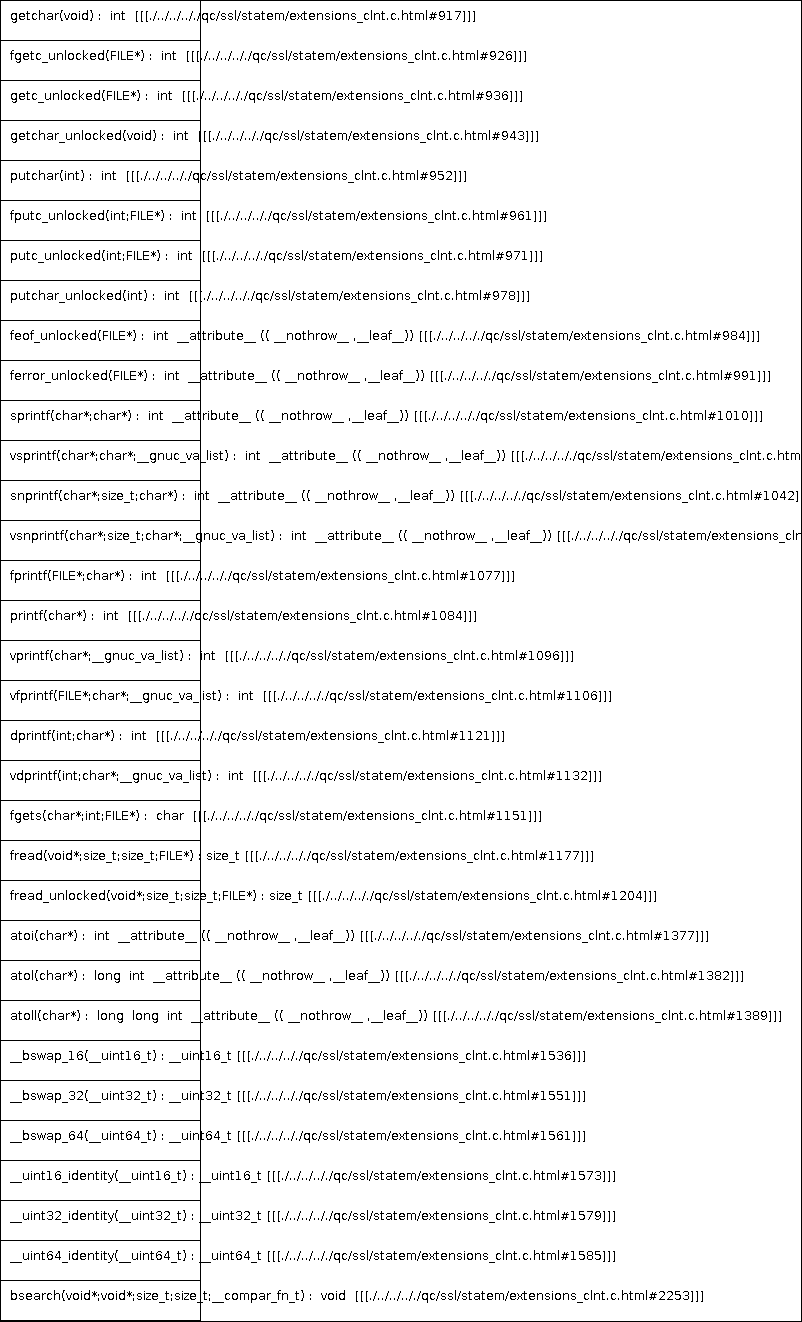 getchar(void) :  int  [[[./../../../qc/ssl/statem/extensions_clnt.c.html#917]]]
fgetc_unlocked(FILE*) :  int  [[[./../../../qc/ssl/statem/extensions_clnt.c.html#926]]]
getc_unlocked(FILE*) :  int  [[[./../../../qc/ssl/statem/extensions_clnt.c.html#936]]]
getchar_unlocked(void) :  int  [[[./../../../qc/ssl/statem/extensions_clnt.c.html#943]]]
putchar(int) :  int  [[[./../../../qc/ssl/statem/extensions_clnt.c.html#952]]]
fputc_unlocked(int;FILE*) :  int  [[[./../../../qc/ssl/statem/extensions_clnt.c.html#961]]]
putc_unlocked(int;FILE*) :  int  [[[./../../../qc/ssl/statem/extensions_clnt.c.html#971]]]
putchar_unlocked(int) :  int  [[[./../../../qc/ssl/statem/extensions_clnt.c.html#978]]]
feof_unlocked(FILE*) :  int  __attribute__ (( __nothrow__ ,__leaf__)) [[[./../../../qc/ssl/statem/extensions_clnt.c.html#984]]]
ferror_unlocked(FILE*) :  int  __attribute__ (( __nothrow__ ,__leaf__)) [[[./../../../qc/ssl/statem/extensions_clnt.c.html#991]]]
sprintf(char*;char*) :  int  __attribute__ (( __nothrow__ ,__leaf__)) [[[./../../../qc/ssl/statem/extensions_clnt.c.html#1010]]]
vsprintf(char*;char*;__gnuc_va_list) :  int  __attribute__ (( __nothrow__ ,__leaf__)) [[[./../../../qc/ssl/statem/extensions_clnt.c.htm
snprintf(char*;size_t;char*) :  int  __attribute__ (( __nothrow__ ,__leaf__)) [[[./../../../qc/ssl/statem/extensions_clnt.c.html#1042]
vsnprintf(char*;size_t;char*;__gnuc_va_list) :  int  __attribute__ (( __nothrow__ ,__leaf__)) [[[./../../../qc/ssl/statem/extensions_cln
fprintf(FILE*;char*) :  int  [[[./../../../qc/ssl/statem/extensions_clnt.c.html#1077]]]
printf(char*) :  int  [[[./../../../qc/ssl/statem/extensions_clnt.c.html#1084]]]
vprintf(char*;__gnuc_va_list) :  int  [[[./../../../qc/ssl/statem/extensions_clnt.c.html#1096]]]
vfprintf(FILE*;char*;__gnuc_va_list) :  int  [[[./../../../qc/ssl/statem/extensions_clnt.c.html#1106]]]
dprintf(int;char*) :  int  [[[./../../../qc/ssl/statem/extensions_clnt.c.html#1121]]]
vdprintf(int;char*;__gnuc_va_list) :  int  [[[./../../../qc/ssl/statem/extensions_clnt.c.html#1132]]]
fgets(char*;int;FILE*) :  char  [[[./../../../qc/ssl/statem/extensions_clnt.c.html#1151]]]
fread(void*;size_t;size_t;FILE*) : size_t [[[./../../../qc/ssl/statem/extensions_clnt.c.html#1177]]]
fread_unlocked(void*;size_t;size_t;FILE*) : size_t [[[./../../../qc/ssl/statem/extensions_clnt.c.html#1204]]]
atoi(char*) :  int  __attribute__ (( __nothrow__ ,__leaf__)) [[[./../../../qc/ssl/statem/extensions_clnt.c.html#1377]]]
atol(char*) :  long  int  __attribute__ (( __nothrow__ ,__leaf__)) [[[./../../../qc/ssl/statem/extensions_clnt.c.html#1382]]]
atoll(char*) :  long  long  int  __attribute__ (( __nothrow__ ,__leaf__)) [[[./../../../qc/ssl/statem/extensions_clnt.c.html#1389]]]
__bswap_16(__uint16_t) : __uint16_t [[[./../../../qc/ssl/statem/extensions_clnt.c.html#1536]]]
__bswap_32(__uint32_t) : __uint32_t [[[./../../../qc/ssl/statem/extensions_clnt.c.html#1551]]]
__bswap_64(__uint64_t) : __uint64_t [[[./../../../qc/ssl/statem/extensions_clnt.c.html#1561]]]
__uint16_identity(__uint16_t) : __uint16_t [[[./../../../qc/ssl/statem/extensions_clnt.c.html#1573]]]
__uint32_identity(__uint32_t) : __uint32_t [[[./../../../qc/ssl/statem/extensions_clnt.c.html#1579]]]
__uint64_identity(__uint64_t) : __uint64_t [[[./../../../qc/ssl/statem/extensions_clnt.c.html#1585]]]
bsearch(void*;void*;size_t;size_t;__compar_fn_t) :  void  [[[./../../../qc/ssl/statem/extensions_clnt.c.html#2253]]]